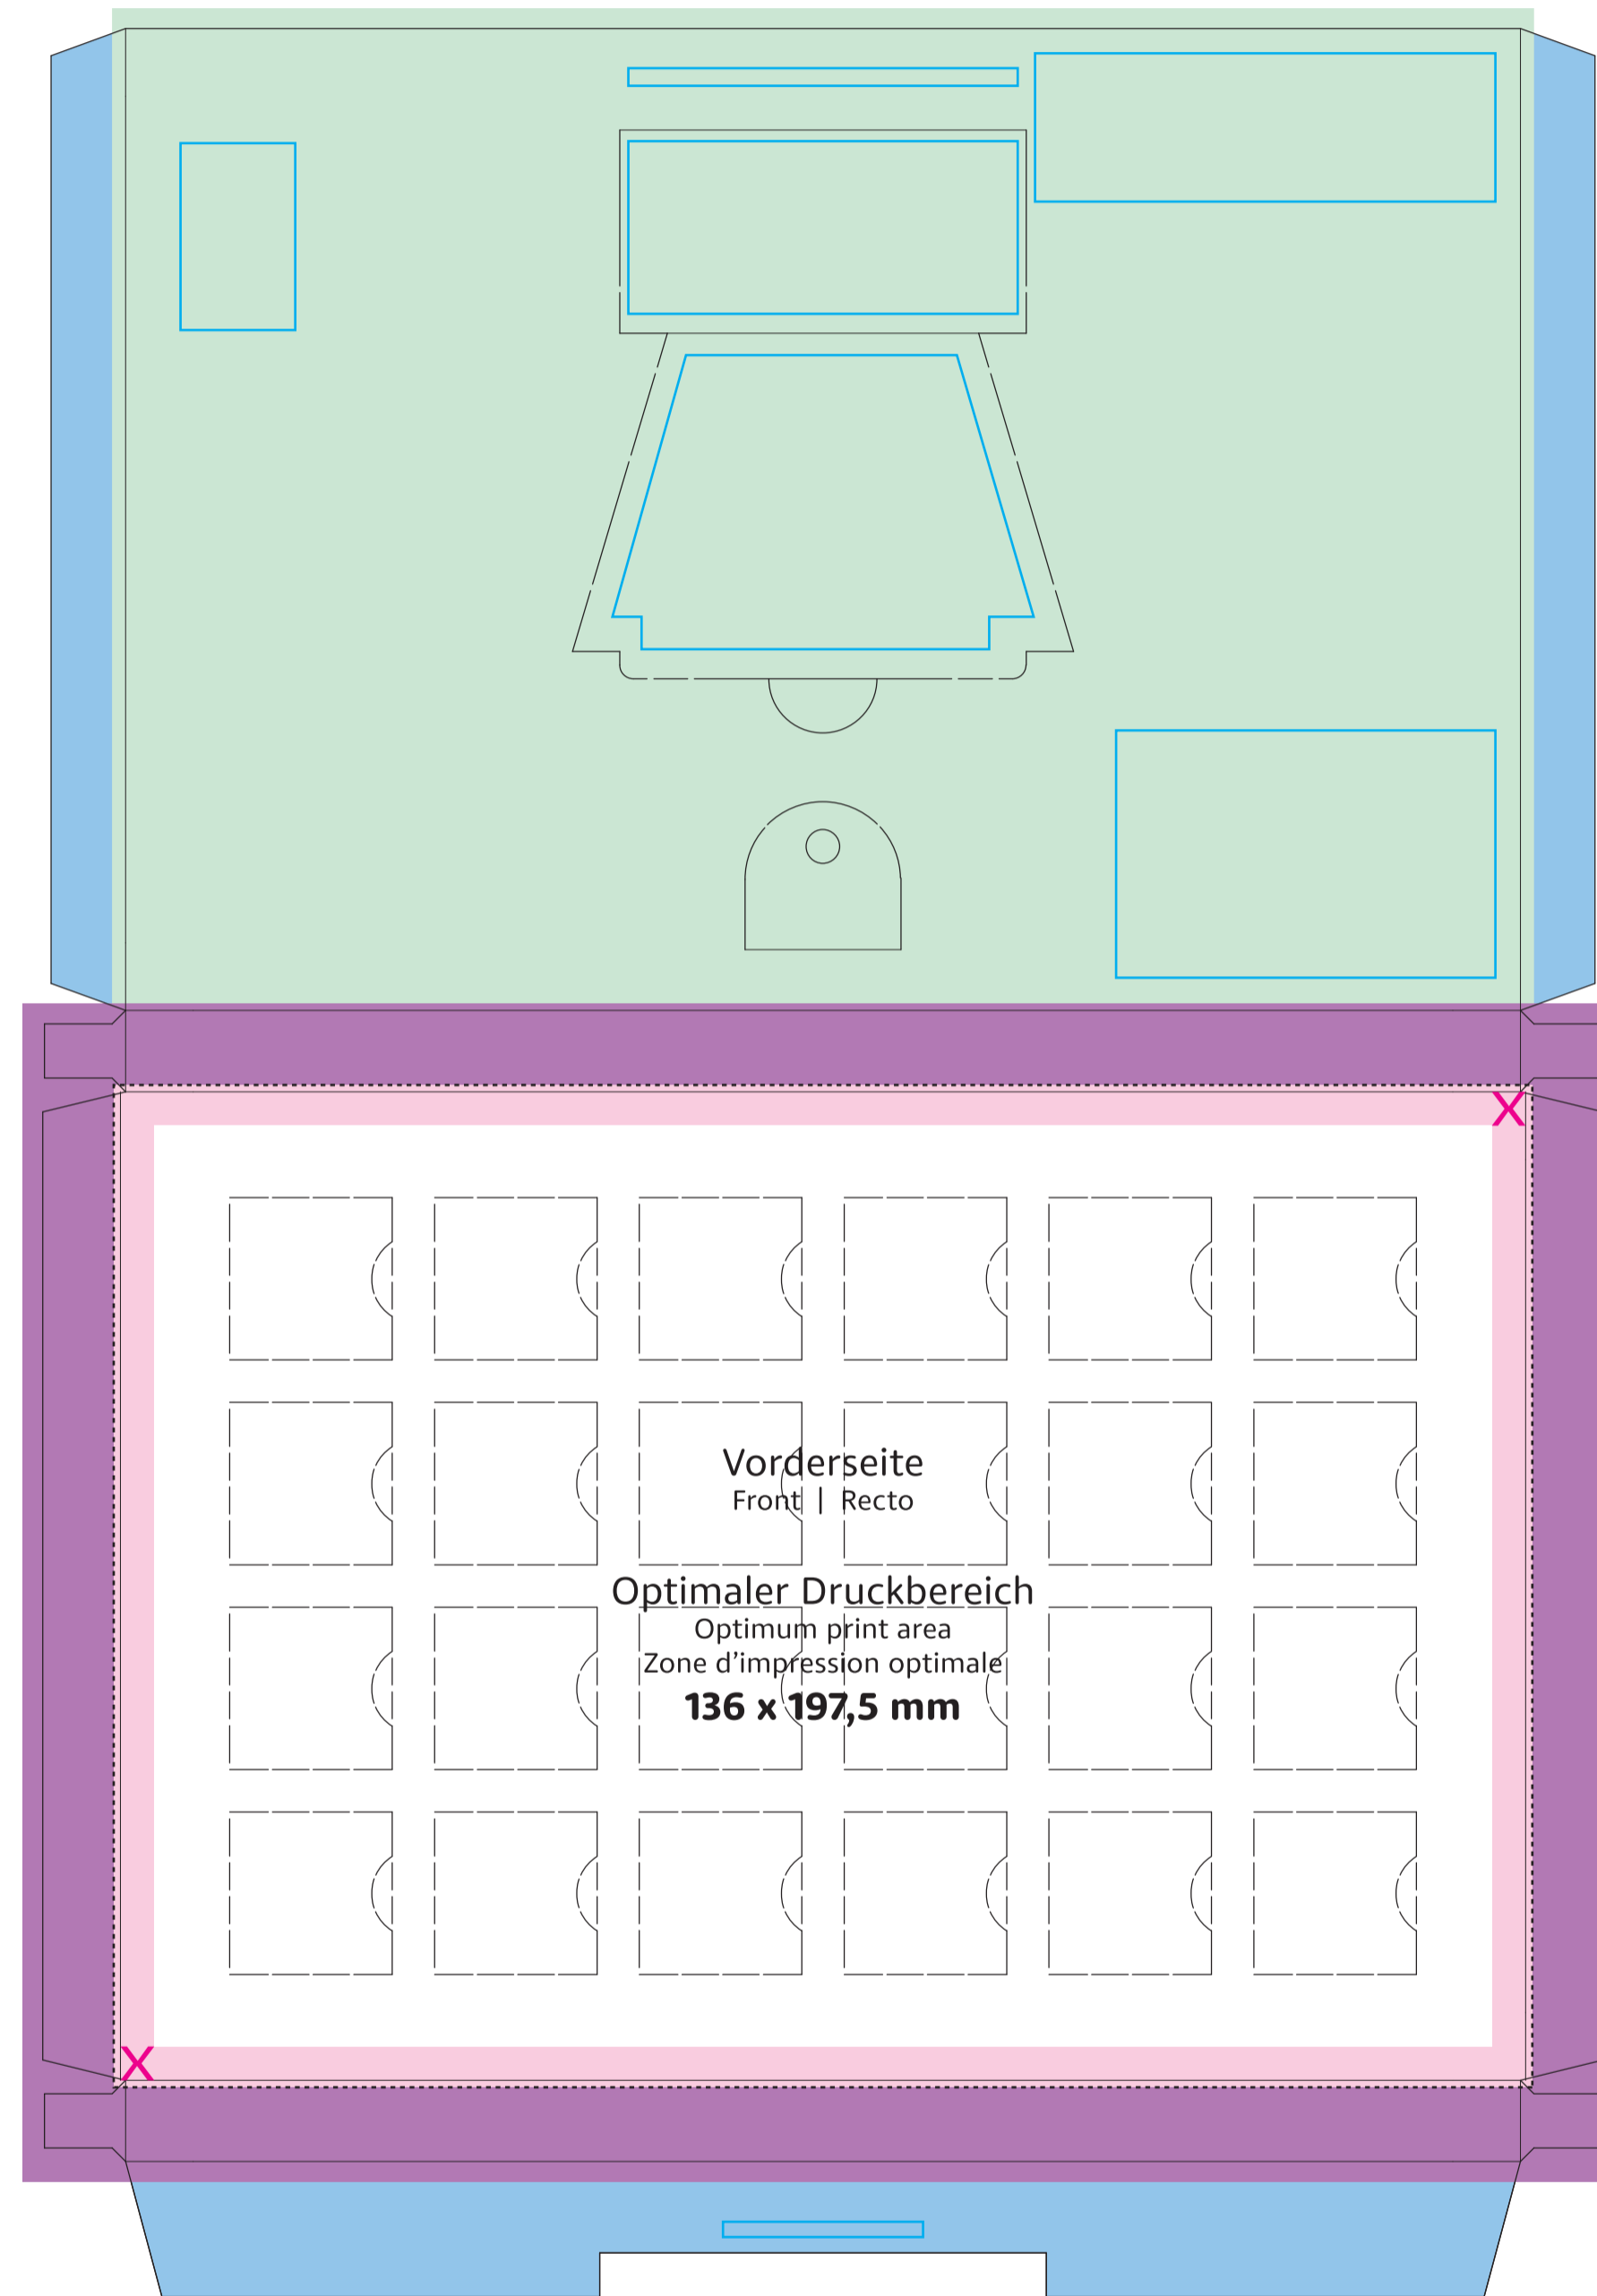 X
Vorderseite
Front | Recto
Optimaler Druckbereich
Optimum print area
Zone d’impression optimale
136 x 197,5 mm
X